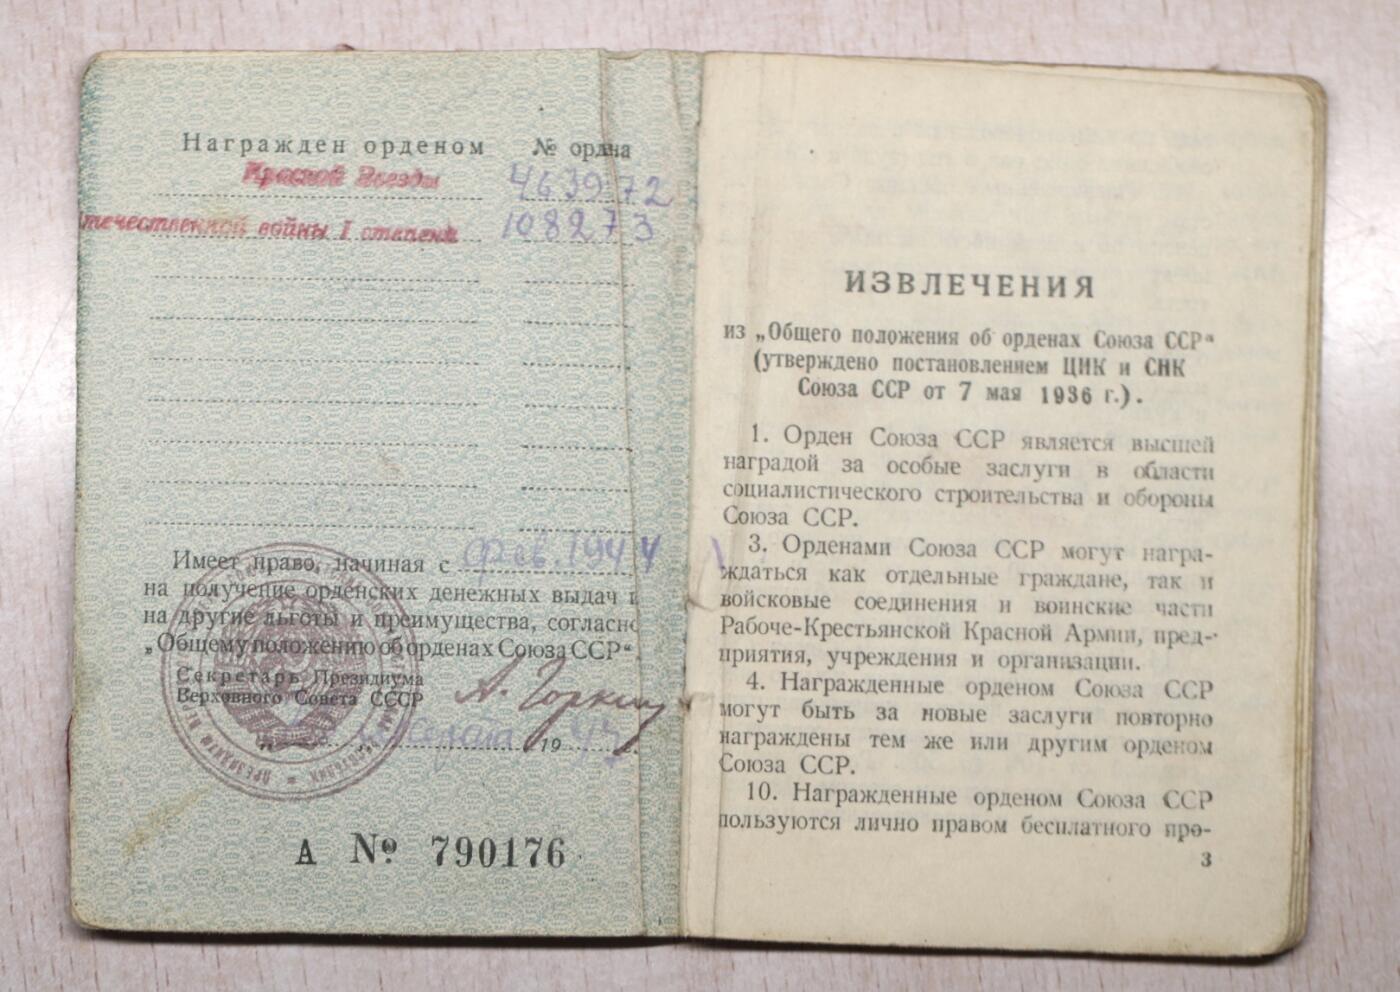 Награжден орденом № ордена
Красной Звезды 463972
Отечественной войны I степени 108273
Имеет право, начиная с фев. 1944
на получение орденских денежных выдач и
на другие льготы и преимущества, согласно
„Общему положению об орденах Союза ССР“.
Секретарь Президиума
Верховного Совета СССР А. Горкин
19
А № 790176
ИЗВЛЕЧЕНИЯ
из „Общего положения об орденах Союза ССР“
(утверждено постановлением ЦИК и СНК
Союза ССР от 7 мая 1936 г.).
1. Орден Союза ССР является высшей
наградой за особые заслуги в области
социалистического строительства и обороны
Союза ССР.
3. Орденами Союза ССР могут награ-
ждаться как отдельные граждане, так и
войсковые соединения и воинские части
Рабоче-Крестьянской Красной Армии, пред-
приятия, учреждения и организации.
4. Награжденные орденом Союза ССР
могут быть за новые заслуги повторно
награждены тем же или другим орденом
Союза ССР.
10. Награжденные орденом Союза ССР
пользуются лично правом бесплатного про-
3